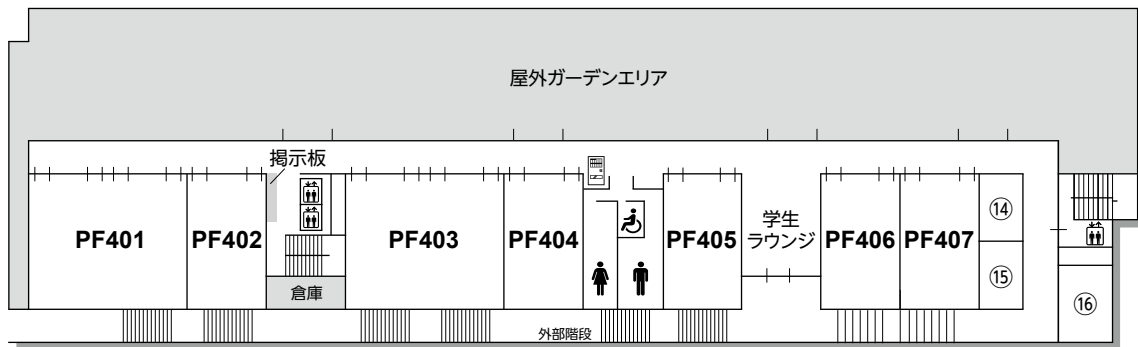 屋外ガーデンエリア
掲示板
PF401
PF402
PF403
PF404
PF405
学生
ラウンジ
PF406
PF407
⑭
⑮
⑯
倉庫
外部階段